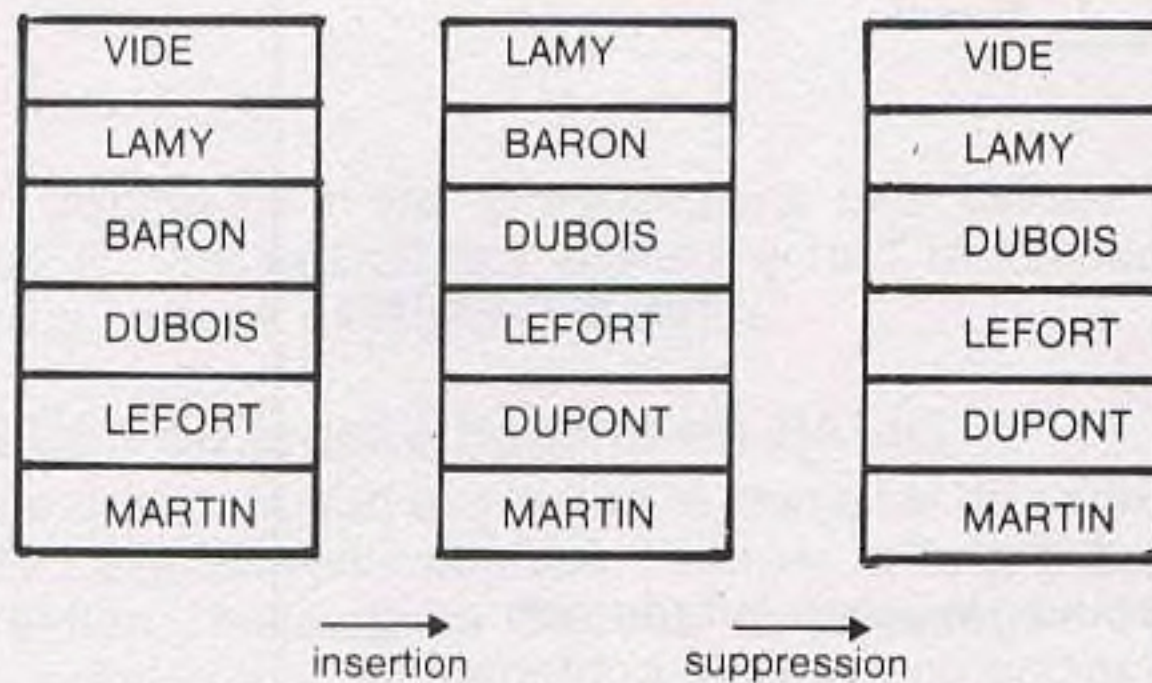 VIDE LAMY VIDE
LAMY BARON LAMY
BARON DUBOIS DUBOIS
DUBOIS LEFORT LEFORT
LEFORT DUPONT DUPONT
MARTIN MARTIN MARTIN
insertion suppression